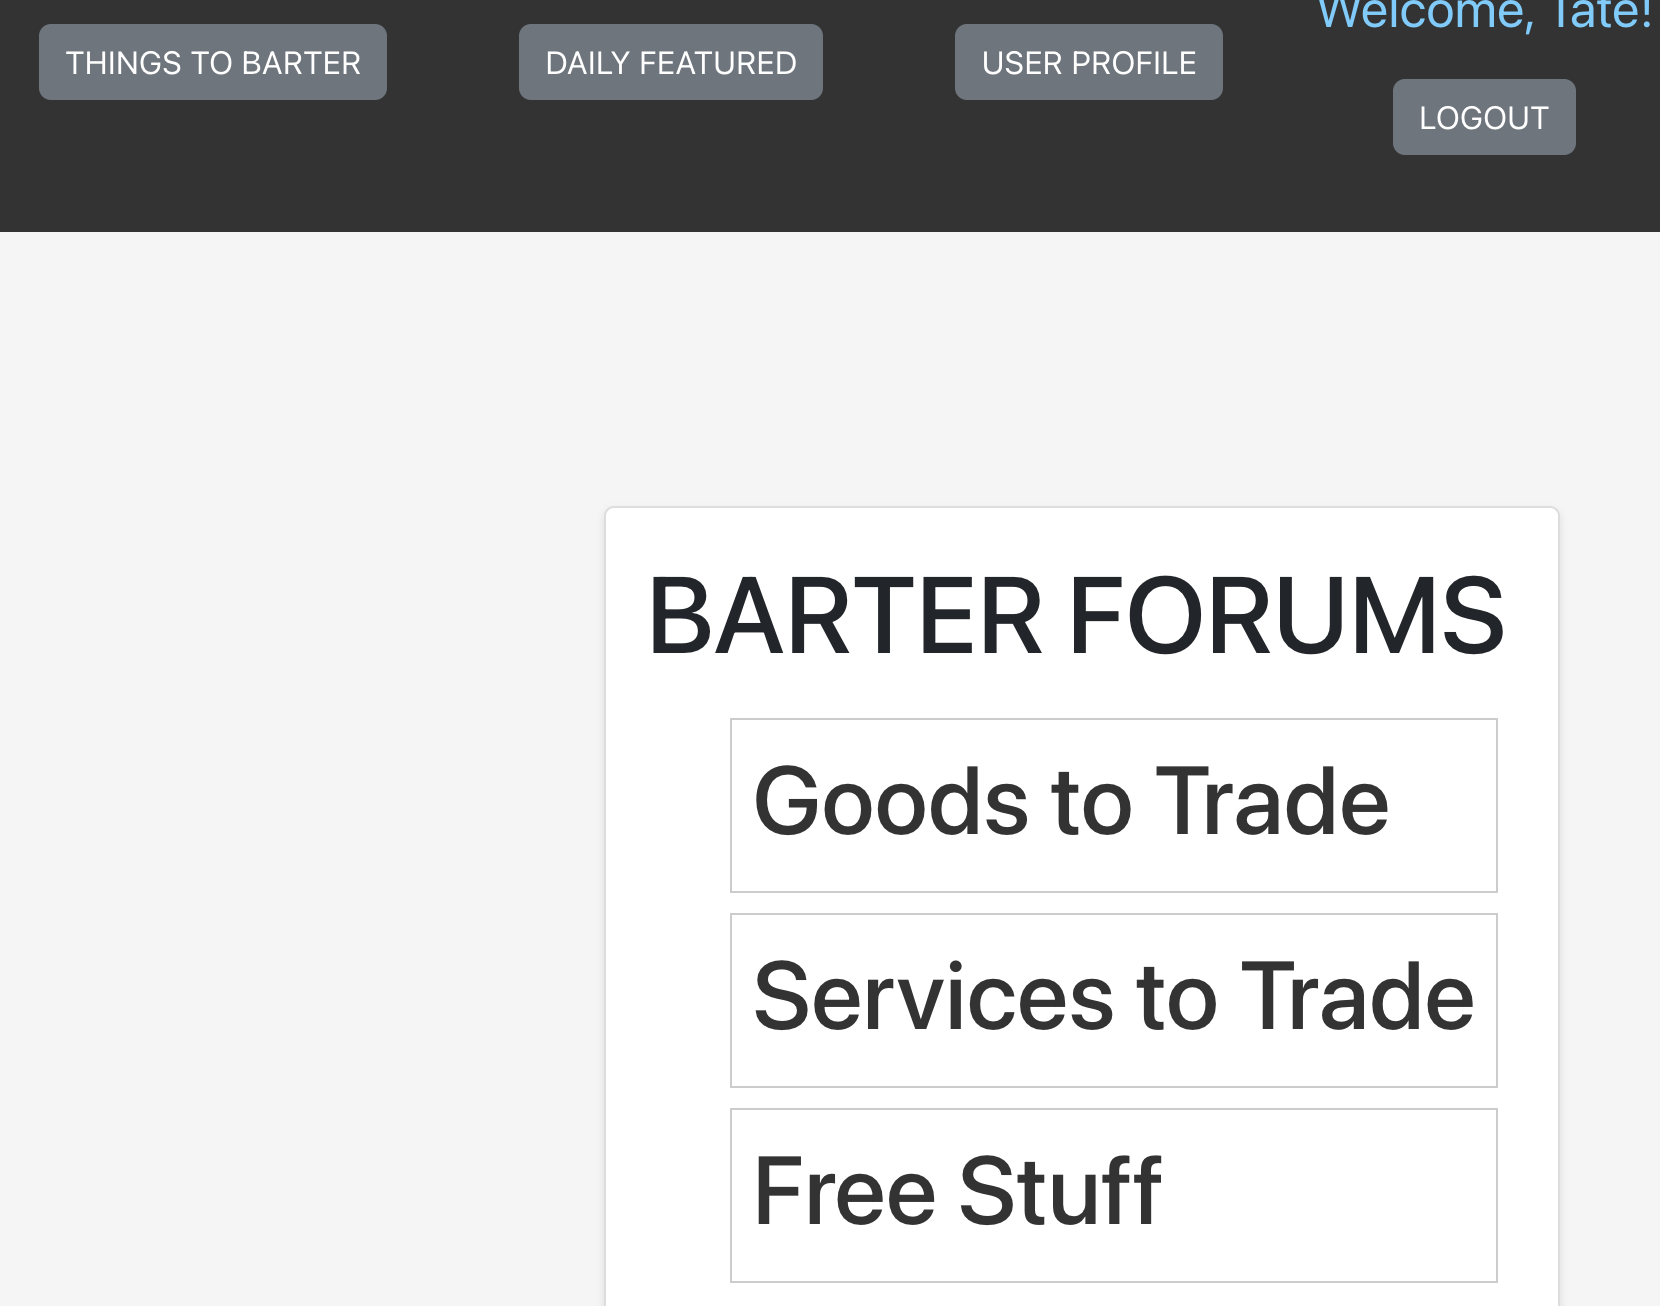 Welcome, Tate!
THINGS TO BARTER
DAILY FEATURED
USER PROFILE
LOGOUT
BARTER FORUMS
Goods to Trade
Services to Trade
Free Stuff